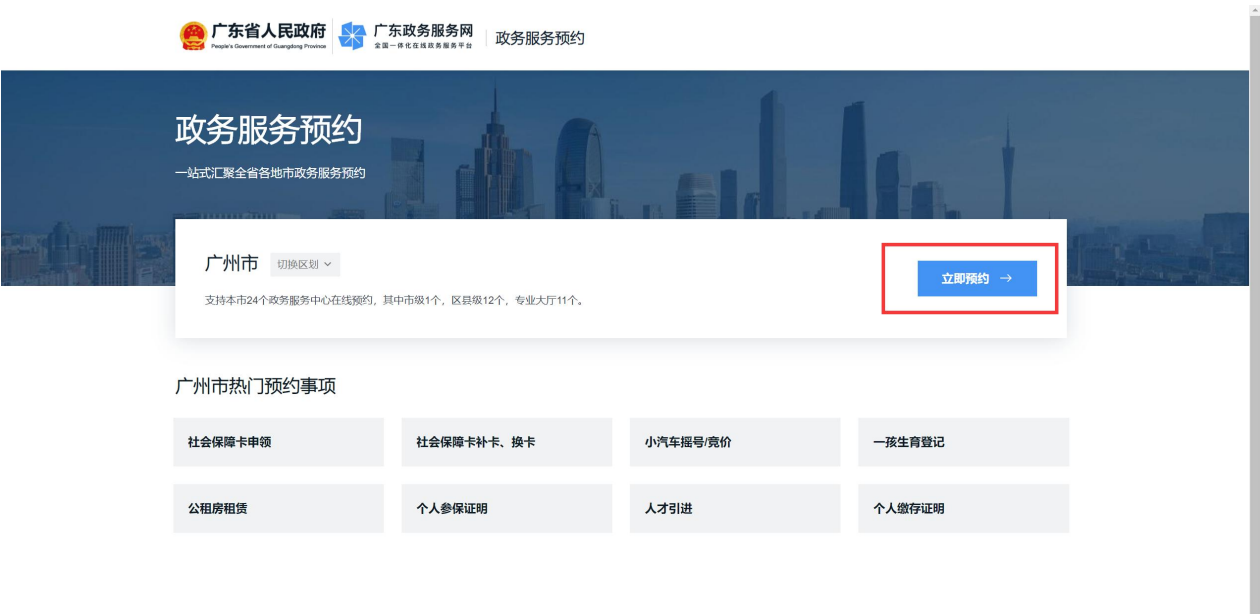 广东省人民政府
People's Government of Guangdong Province
广东政务服务网
全国一体化在线政务服务平台
政务服务预约
政务服务预约
一站式汇聚全省各地市政务服务预约
广州市 切换区划
立即预约 →
支持本市24个政务服务中心在线预约，其中市级1个，区县级12个，专业大厅11个。
广州市热门预约事项
社会保障卡申领 社会保障卡补卡、换卡 小汽车摇号/竞价 一孩生育登记
公租房租赁 个人参保证明 人才引进 个人缴存证明